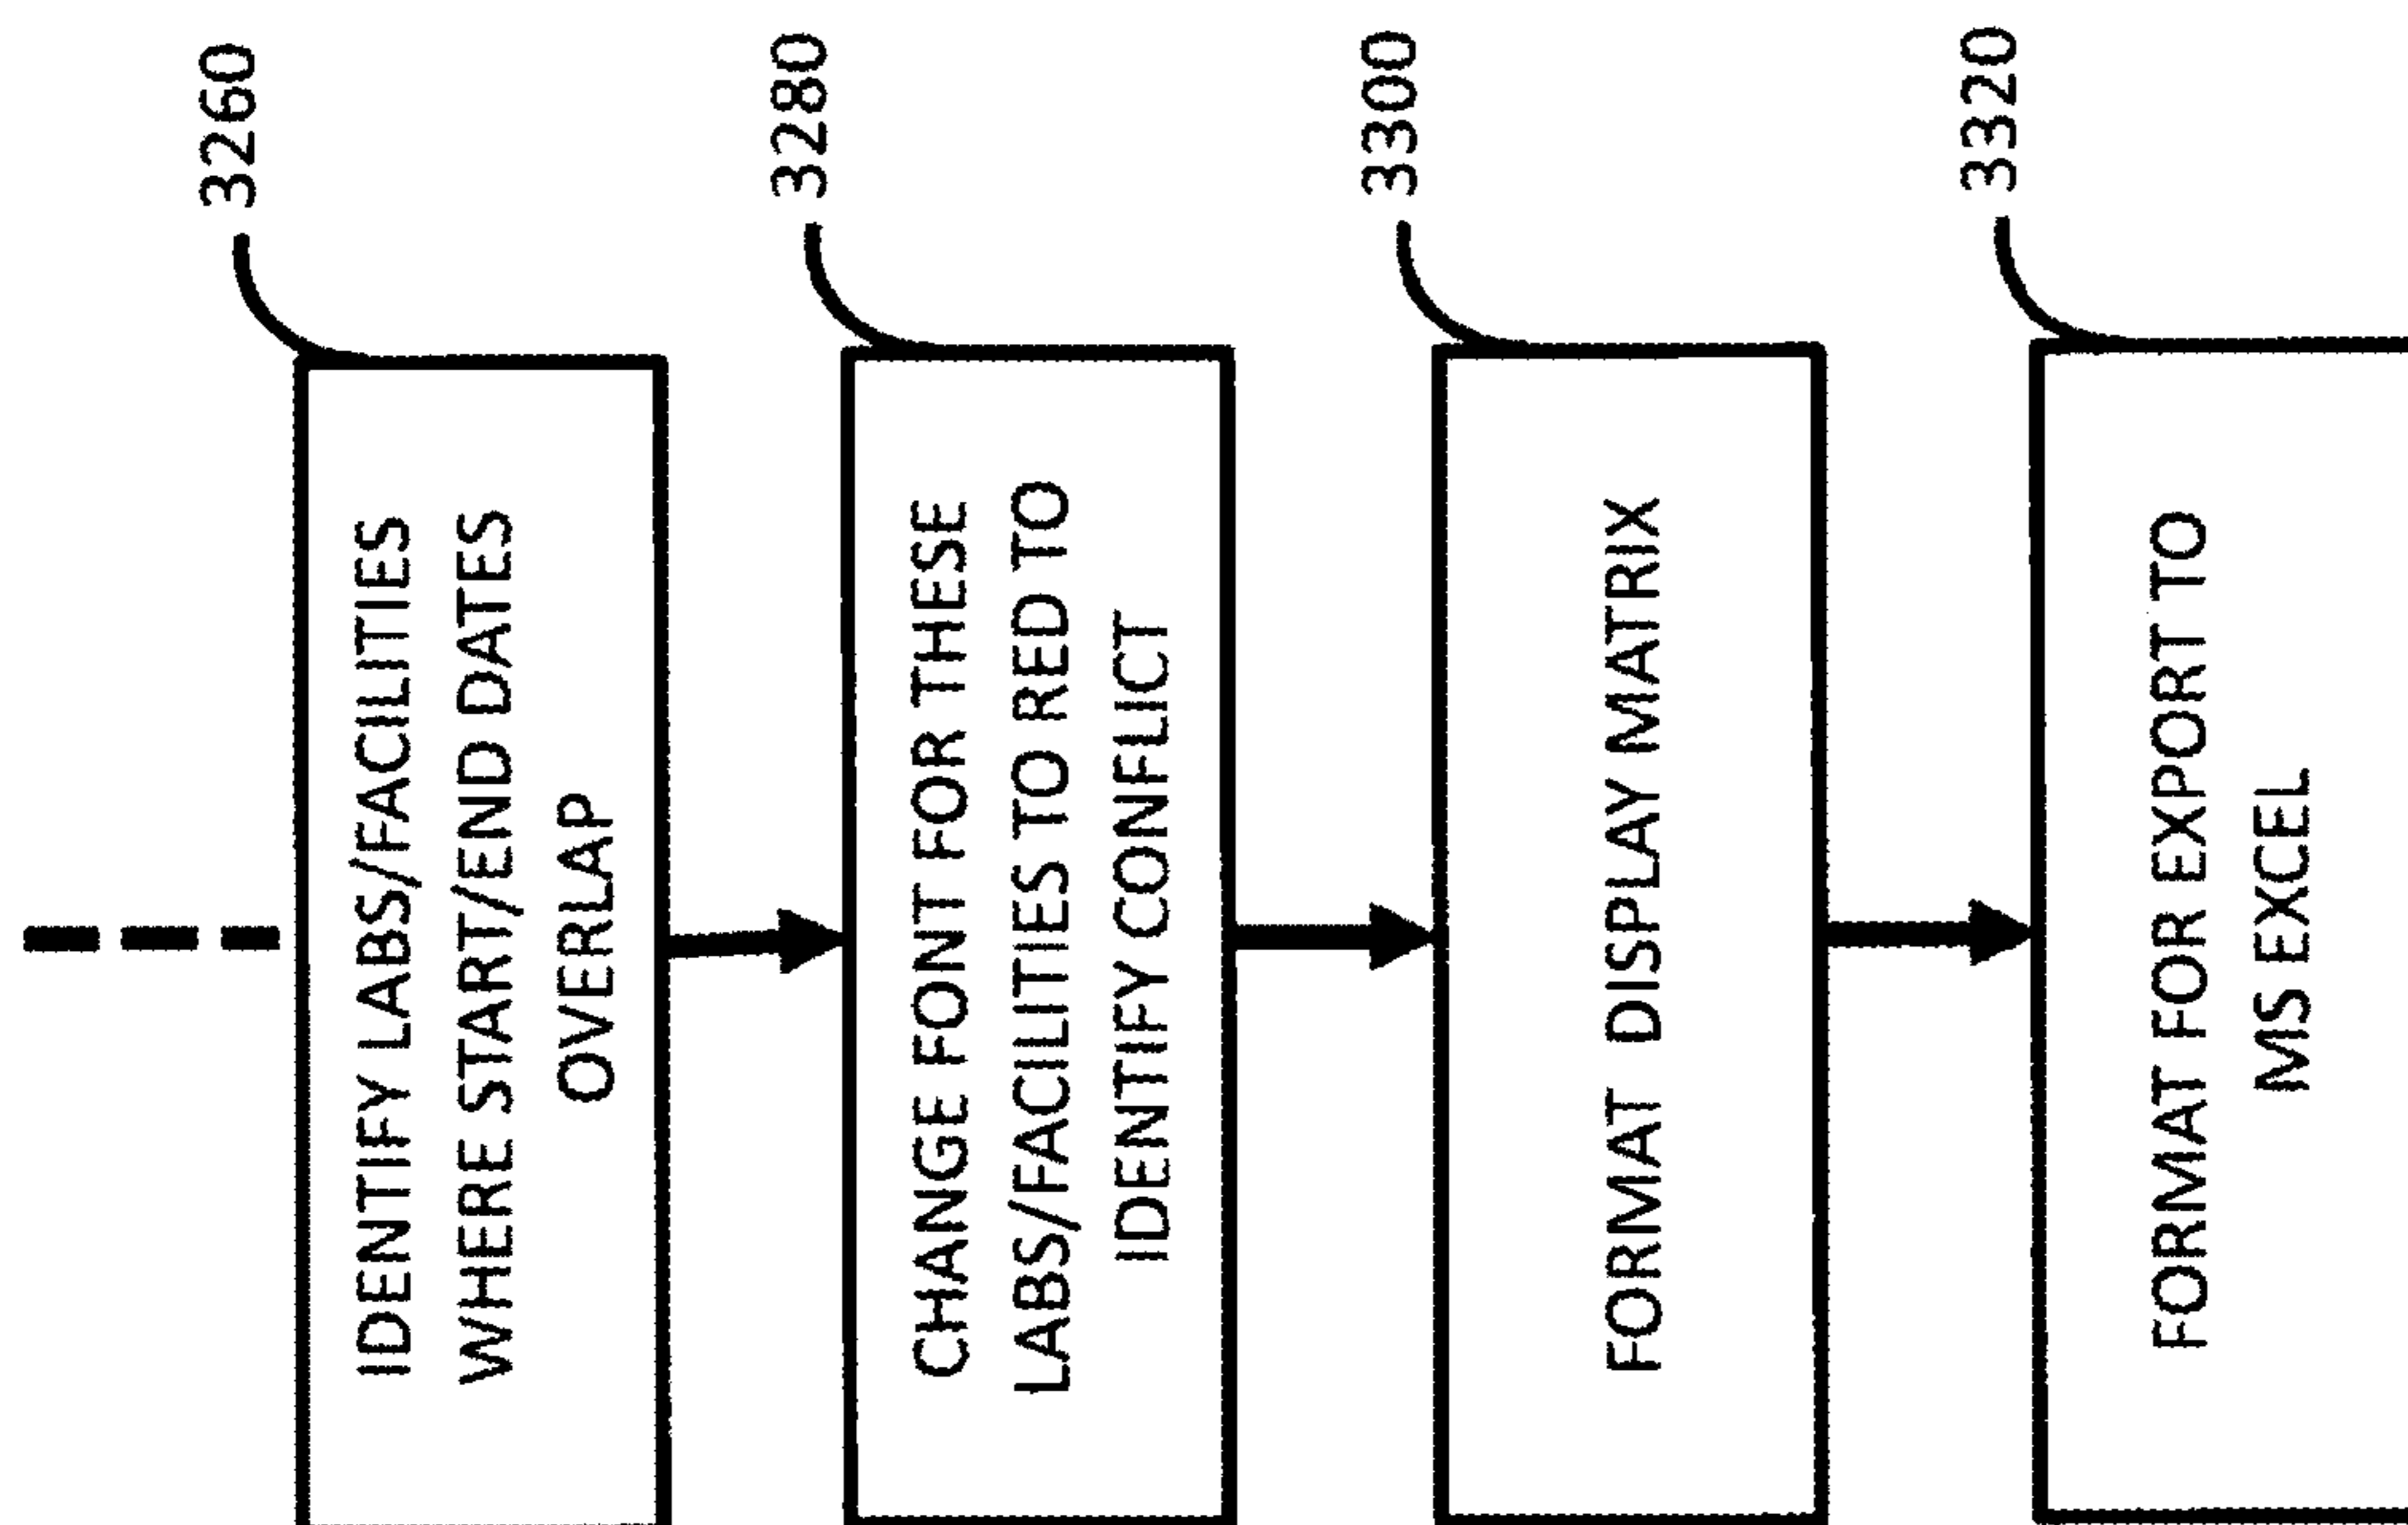 3260
IDENTIFY LABS/FACILITIES
WHERE START/END DATES
OVERLAP
3280
CHANGE FONT FOR THESE
LABS/FACILITIES TO RED TO
IDENTIFY CONFLICT
3300
FORMAT DISPLAY MATRIX
3320
FORMAT FOR EXPORT TO
MS EXCEL